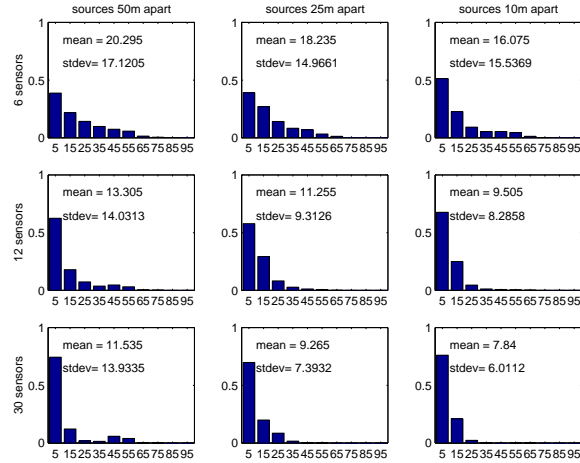 sources 50m apart
sources 25m apart
sources 10m apart
6 sensors
1
0.5
0
mean = 20.295
stdev= 17.1205
5 15 25 35 45 55 65 75 85 95
1
0.5
0
mean = 18.235
stdev= 14.9661
5 15 25 35 45 55 65 75 85 95
1
0.5
0
mean = 16.075
stdev= 15.5369
5 15 25 35 45 55 65 75 85 95
12 sensors
1
0.5
0
mean = 13.305
stdev= 14.0313
5 15 25 35 45 55 65 75 85 95
1
0.5
0
mean = 11.255
stdev= 9.3126
5 15 25 35 45 55 65 75 85 95
1
0.5
0
mean = 9.505
stdev= 8.2858
5 15 25 35 45 55 65 75 85 95
30 sensors
1
0.5
0
mean = 11.535
stdev= 13.9335
5 15 25 35 45 55 65 75 85 95
1
0.5
0
mean = 9.265
stdev= 7.3932
5 15 25 35 45 55 65 75 85 95
1
0.5
0
mean = 7.84
stdev= 6.0112
5 15 25 35 45 55 65 75 85 95